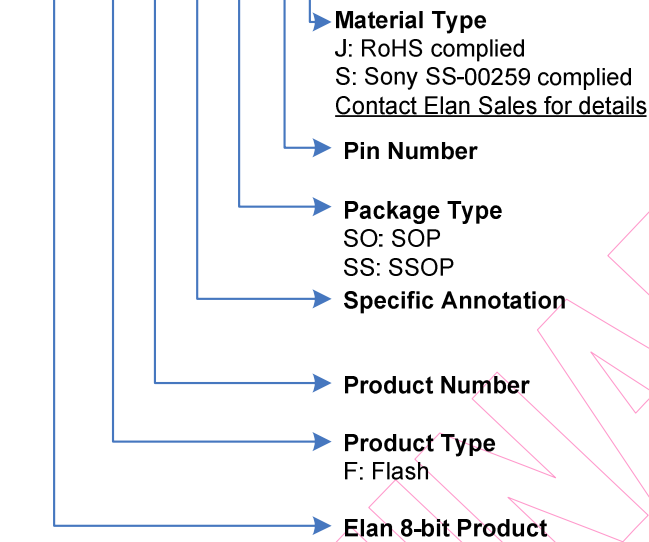 Material Type
J: RoHS complied
S: Sony SS-00259 complied
Contact Elan Sales for details
Pin Number
Package Type
SO: SOP
SS: SSOP
Specific Annotation
Product Number
Product Type
F: Flash
Elan 8-bit Product